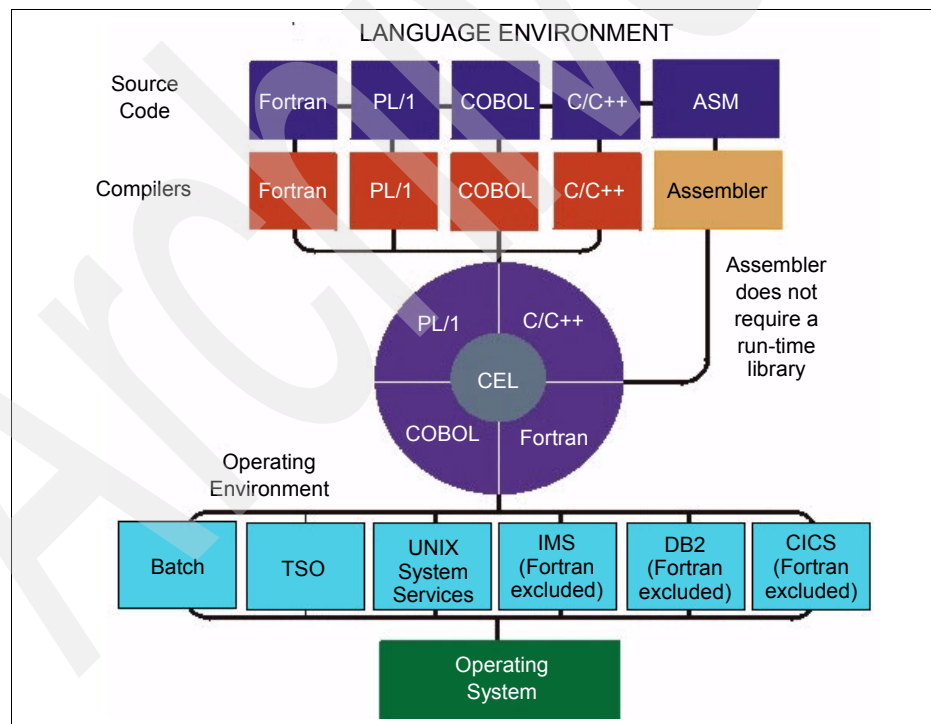 LANGUAGE ENVIRONMENT
Source
Code
Fortran
PL/1
COBOL
C/C++
ASM
Compilers
Fortran
PL/1
COBOL
C/C++
Assembler
Assembler
does not
require a
run-time
library
PL/1
C/C++
CEL
COBOL
Fortran
Operating
Environment
Batch
TSO
UNIX
System
Services
IMS
(Fortran
excluded)
DB2
(Fortran
excluded)
CICS
(Fortran
excluded)
Operating
System